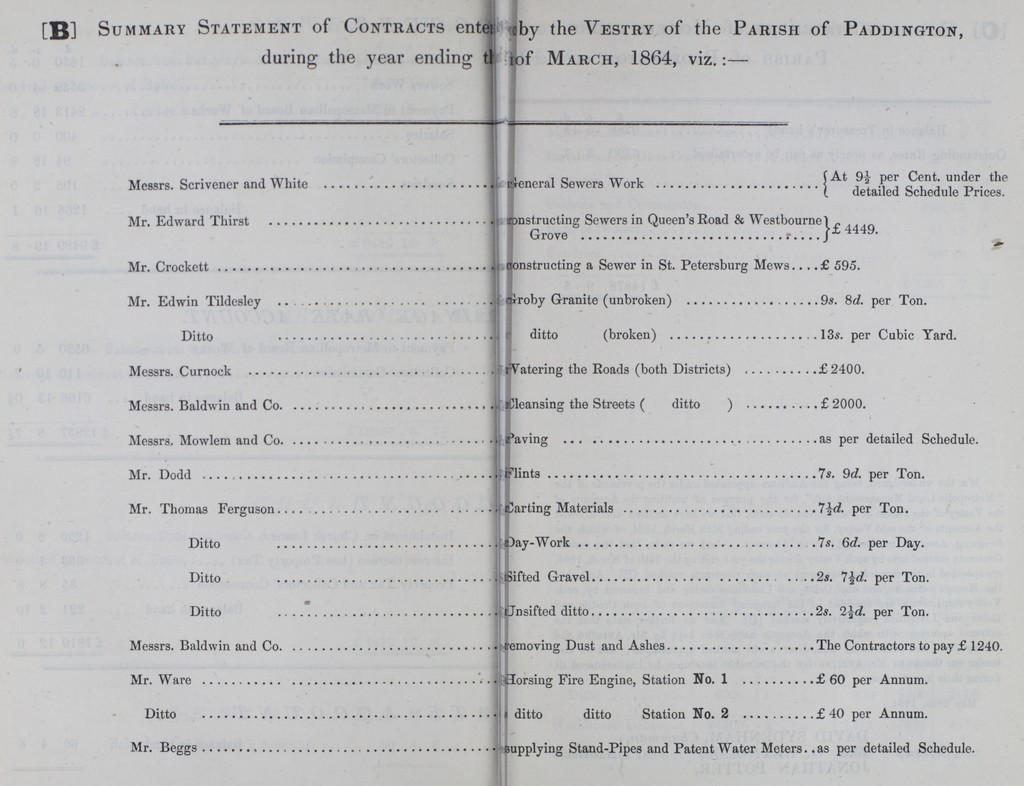 [B] SUMMARY STATEMENT of CONTRACTS ente by the VESTRY of the PARISH of PADDINGTON,
during the year ending of MARCH, 1864, viz.:—
Messrs. Scrivener and White .......... General Sewers Work .......... {At 9½ per Cent. under the
detailed Schedule Prices.
Mr. Edward Thirst .......... onstructing Sewers in Queen's Road & Westbourne
Grove .......... } £4449.
Mr. Crockett .......... onstructing a Sewer in St. Petersburg Mews....£595.
Mr. Edwin Tildesley .......... roby Granite (unbroken) .......... 9s. 8d. per Ton.
Ditto .......... ditto (broken) .......... 13s. per Cubic Yard.
Messrs. Curnock .......... Watering the Roads (both Districts) .......... £2400.
Messrs. Baldwin and Co. .......... Cleansing the Streets ( ditto ) .......... £2000.
Messrs. Mowlem and Co. .......... Paving .......... as per detailed Schedule.
Mr. Dodd .......... Flints .......... 7s. 9d. per Ton.
Mr. Thomas Ferguson .......... Carting Materials .......... 7½d. per Ton.
Ditto .......... Day-Work .......... 7s. 6d. per Day.
Ditto .......... Sifted Gravel .......... 2s. 7½d. per Ton.
Ditto .......... Unsifted ditto .......... 2s. 2½d. per Ton.
Messrs. Baldwin and Co. .......... removing Dust and Ashes .......... The Contractors to pay £1240.
Mr. Ware .......... Horsing Fire Engine, Station No. 1 .......... £60 per Annum.
Ditto .......... ditto ditto Station No. 2 .......... £40 per Annum.
Mr. Beggs .......... supplying Stand-Pipes and Patent Water Meters..as per detailed Schedule.